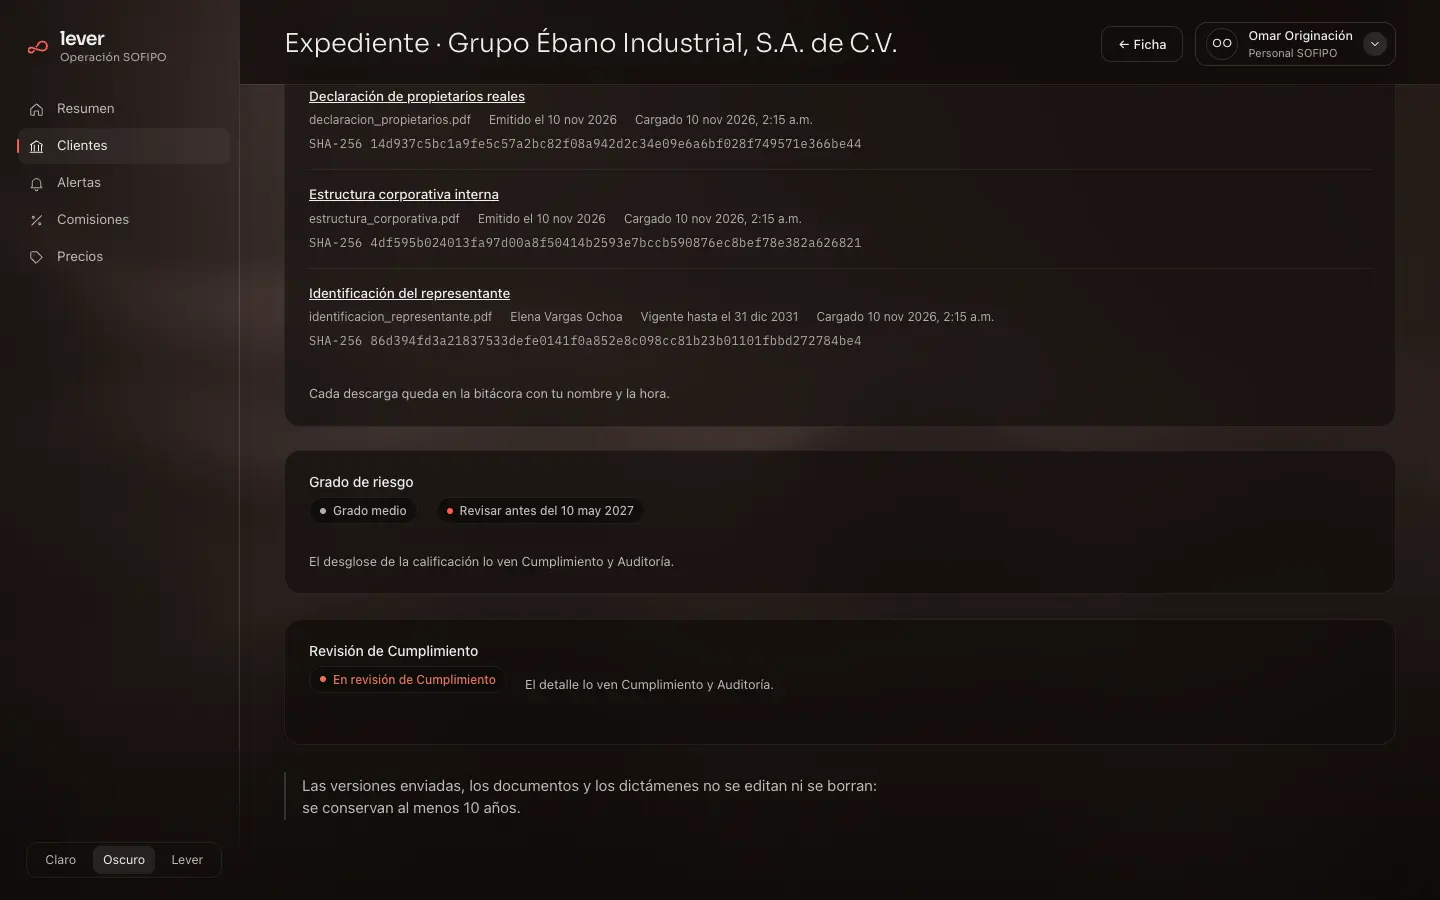 lever
Operación SOFIPO
Resumen
Clientes
Alertas
Comisiones
Precios
Claro
Oscuro
Lever
Expediente · Grupo Ébano Industrial, S.A. de C.V.
← Ficha
OO
Omar Originación
Personal SOFIPO
Declaración de propietarios reales
declaracion_propietarios.pdf Emitido el 10 nov 2026 Cargado 10 nov 2026, 2:15 a.m.
SHA-256 14d937c5bc1a9fe5c57a2bc82f08a942d2c34e09e6a6bf028f749571e366be44
Estructura corporativa interna
estructura_corporativa.pdf Emitido el 10 nov 2026 Cargado 10 nov 2026, 2:15 a.m.
SHA-256 4df595b024013fa97d00a8f50414b2593e7bccb590876ec8bef78e382a626821
Identificación del representante
identificacion_representante.pdf Elena Vargas Ochoa Vigente hasta el 31 dic 2031 Cargado 10 nov 2026, 2:15 a.m.
SHA-256 86d394fd3a21837533defe0141f0a852e8c098cc81b23b01101fbbd272784be4
Cada descarga queda en la bitácora con tu nombre y la hora.
Grado de riesgo
Grado medio
Revisar antes del 10 may 2027
El desglose de la calificación lo ven Cumplimiento y Auditoría.
Revisión de Cumplimiento
En revisión de Cumplimiento
El detalle lo ven Cumplimiento y Auditoría.
Las versiones enviadas, los documentos y los dictámenes no se editan ni se borran:
se conservan al menos 10 años.